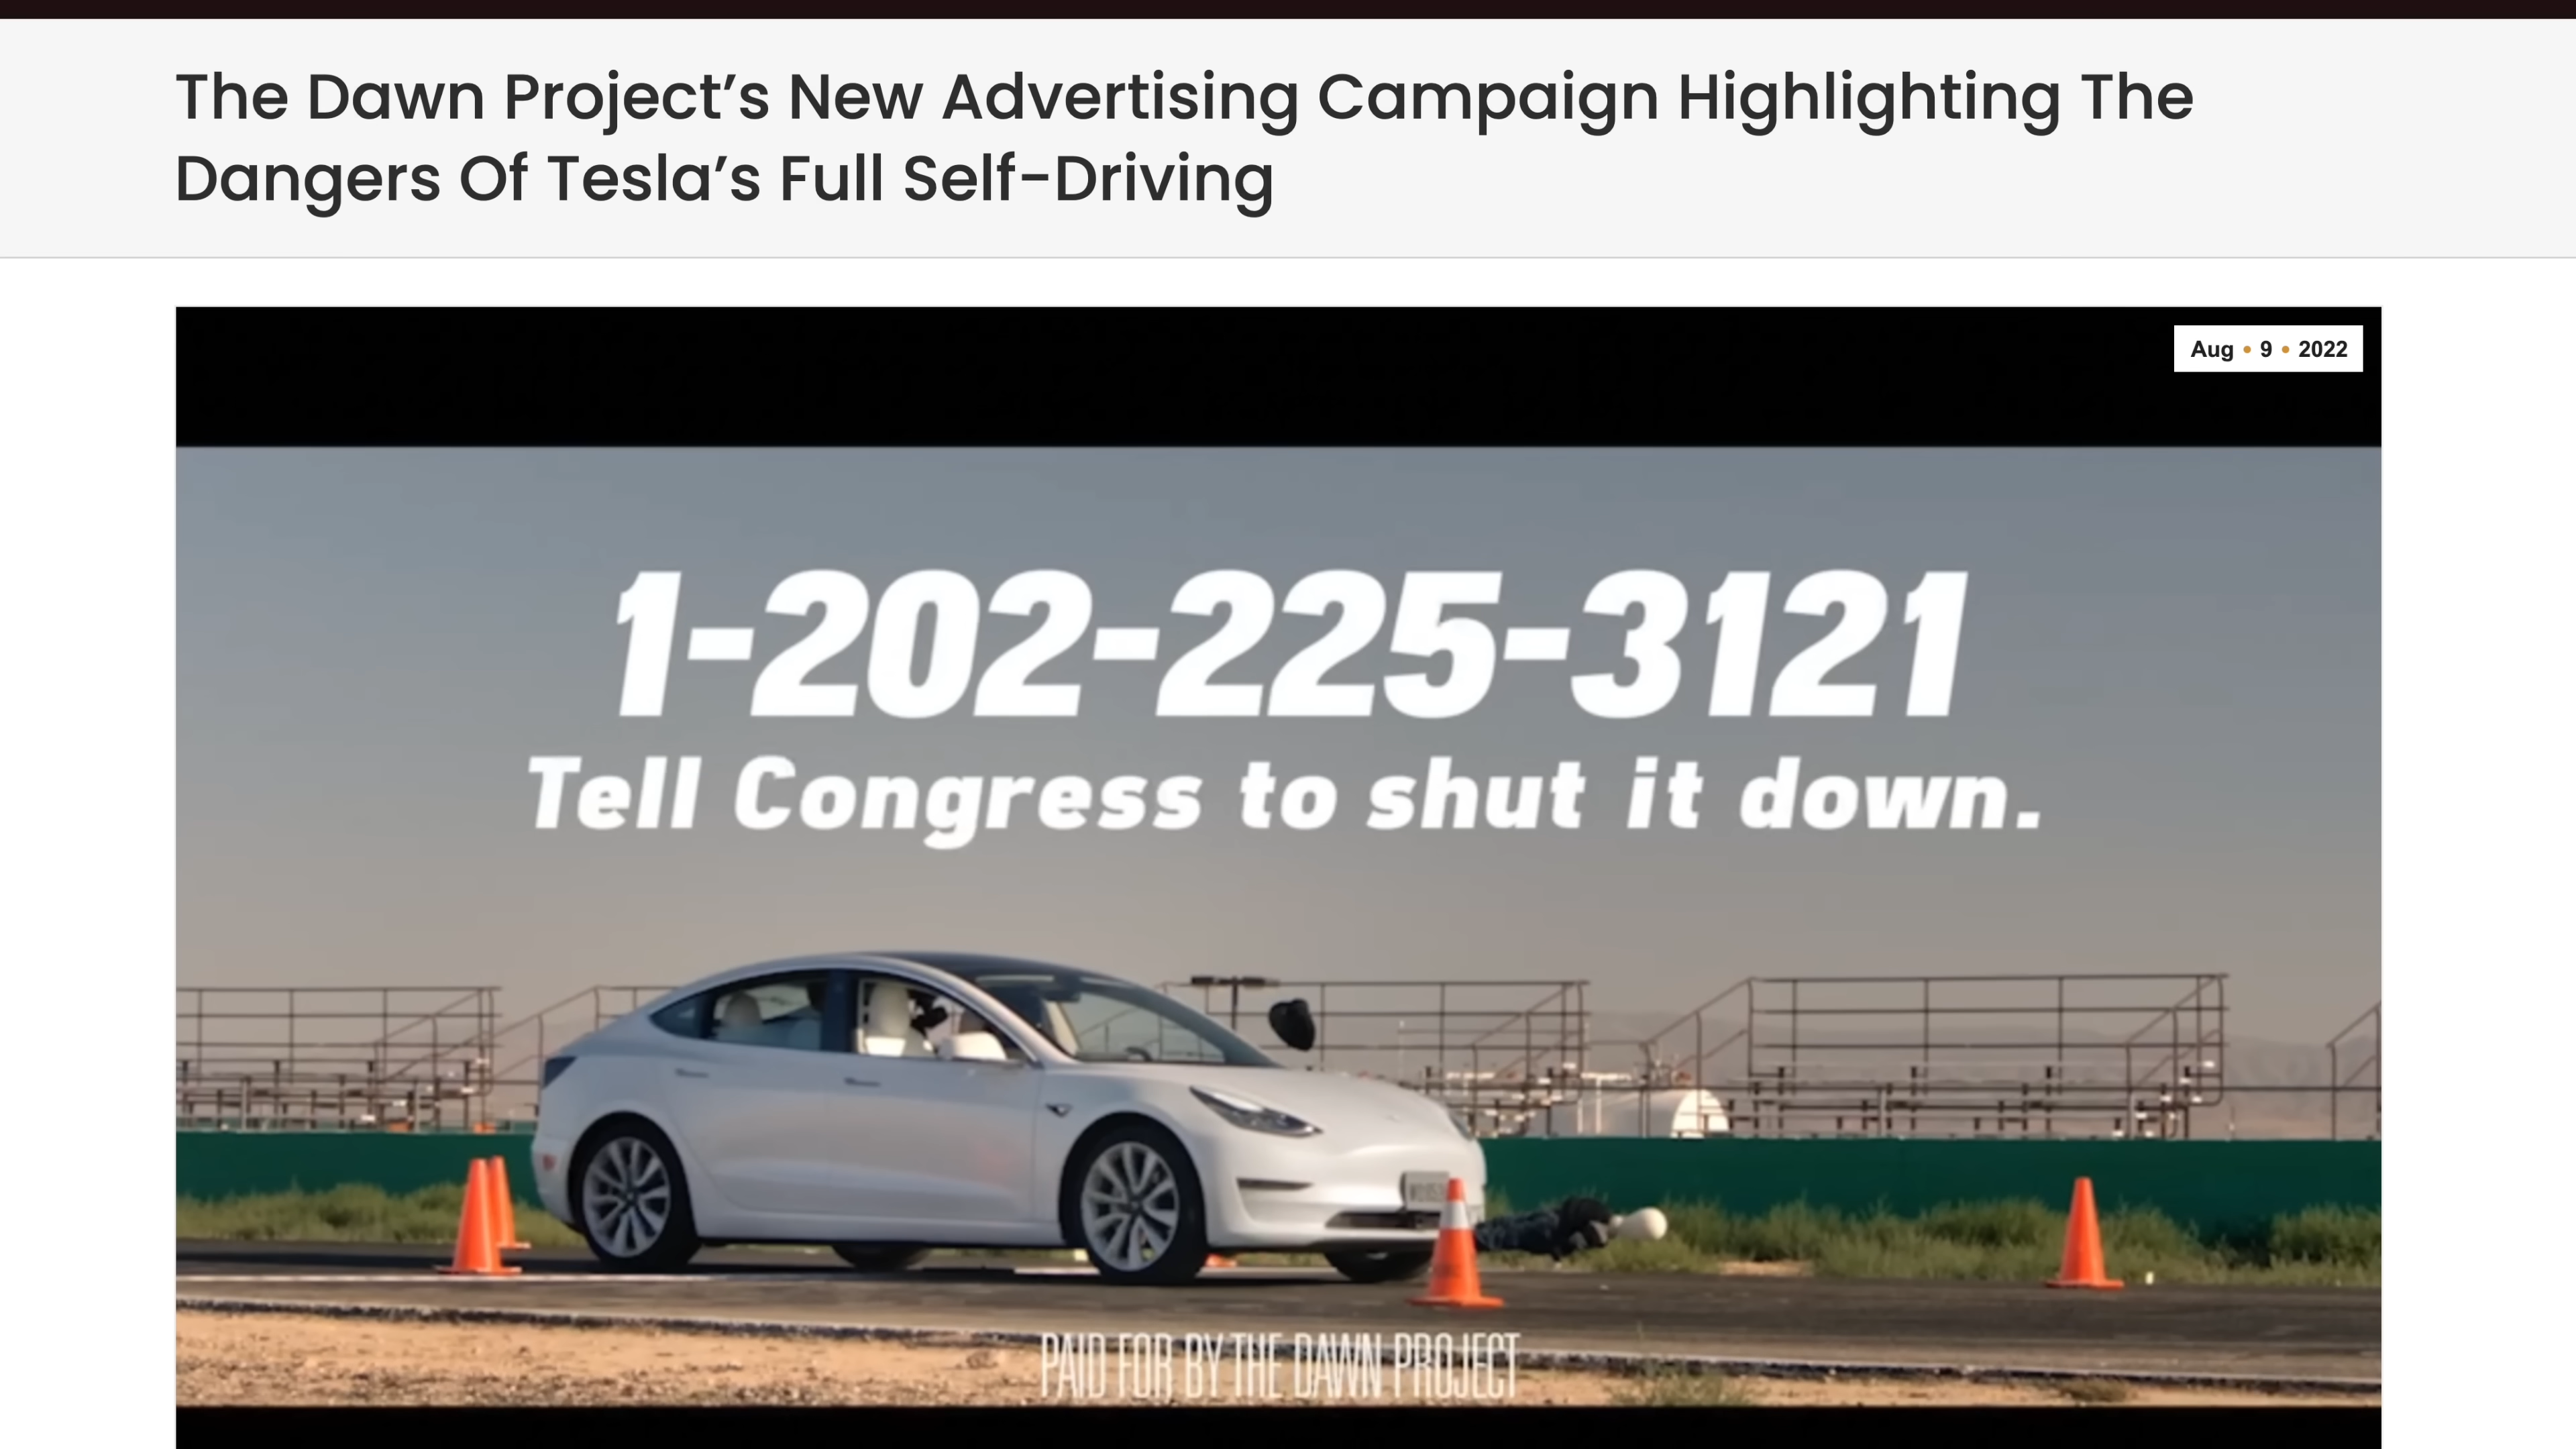 The Dawn Project’s New Advertising Campaign Highlighting The
Dangers Of Tesla’s Full Self-Driving
Aug • 9 • 2022
1-202-225-3121
Tell Congress to shut it down.
PAID FOR BY THE DAWN PROJECT